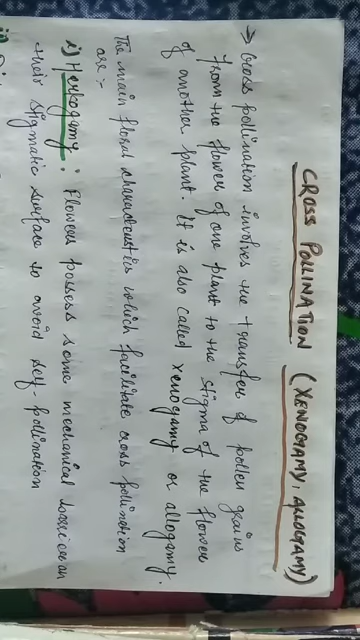 CROSS POLLINATION (XENOGAMY, ALLOGAMY)
→ Cross pollination involves the transfer of pollen grains
from the flower of one plant to the stigma of the flower
of another plant. It is also called xenogamy or allogamy.
The main floral characteristics which facilitate cross pollination
are :-
i) Herkogamy : Flowers possess some mechanical barrier on
their stigmatic surface to avoid self-pollination